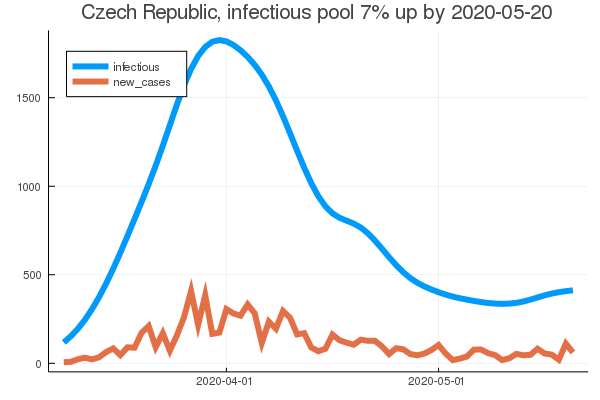 Czech Republic, infectious pool 7% up by 2020-05-20
infectious
new_cases
1500
1000
500
0
2020-04-01
2020-05-01